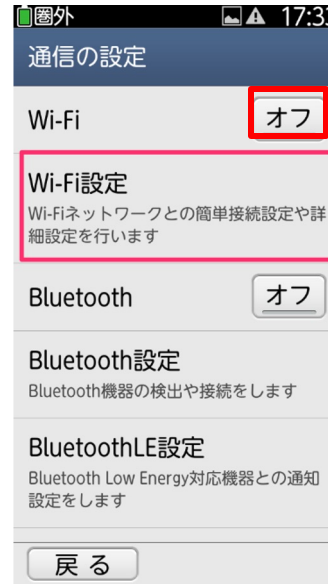 圏外
通信の設定
Wi-Fi
オフ
Wi-Fi設定
Wi-Fiネットワークとの簡単接続設定や詳
細設定を行います
Bluetooth
オフ
Bluetooth設定
Bluetooth機器の検出や接続をします
BluetoothLE設定
Bluetooth Low Energy対応機器との通知
設定をします
戻る